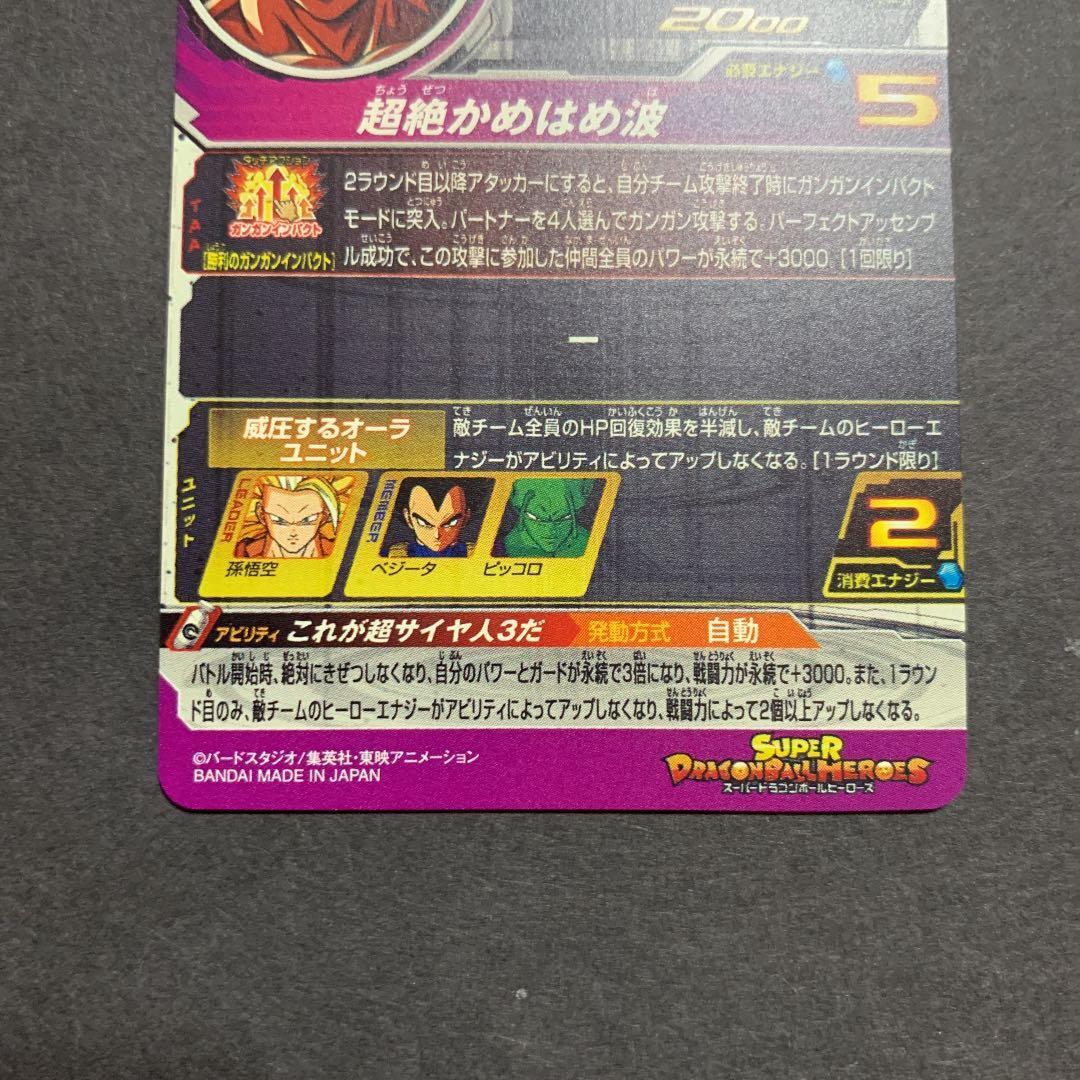 2000
必要エナジー 5
ちょう ぜつ は
超絶かめはめ波
タッチアクション
ガンガンインパクト
[勝利のガンガンインパクト]
TAA
2ラウンド目以降アタッカーにすると、自分チーム攻撃終了時にガンガンインパクト
モードに突入。パートナーを4人選んでガンガン攻撃する。パーフェクトアッセンブ
ル成功で、この攻撃に参加した仲間全員のパワーが永続で+3000 [1回限り]
ー
ユニット
威圧するオーラ
ユニット
敵チーム全員のHP回復効果を半減し、敵チームのヒーローエ
ナジーがアビリティによってアップしなくなる。[1ラウンド限り]
LEADER
孫悟空
MEMBER
ベジータ
ピッコロ
2
消費エナジー
アビリティ これが超サイヤ人3だ 発動方式 自動
バトル開始時、絶対にきぜつしなくなり、自分のパワーとガードが永続で3倍になり、戦闘力が永続で+3000。また、1ラウン
ド目のみ、敵チームのヒーローエナジーがアビリティによってアップしなくなり、戦闘力によって2個以上アップしなくなる。
©バードスタジオ/集英社・東映アニメーション
BANDAI MADE IN JAPAN
SUPER
DRAGONBALL HEROES
スーパードラゴンボールヒーローズ